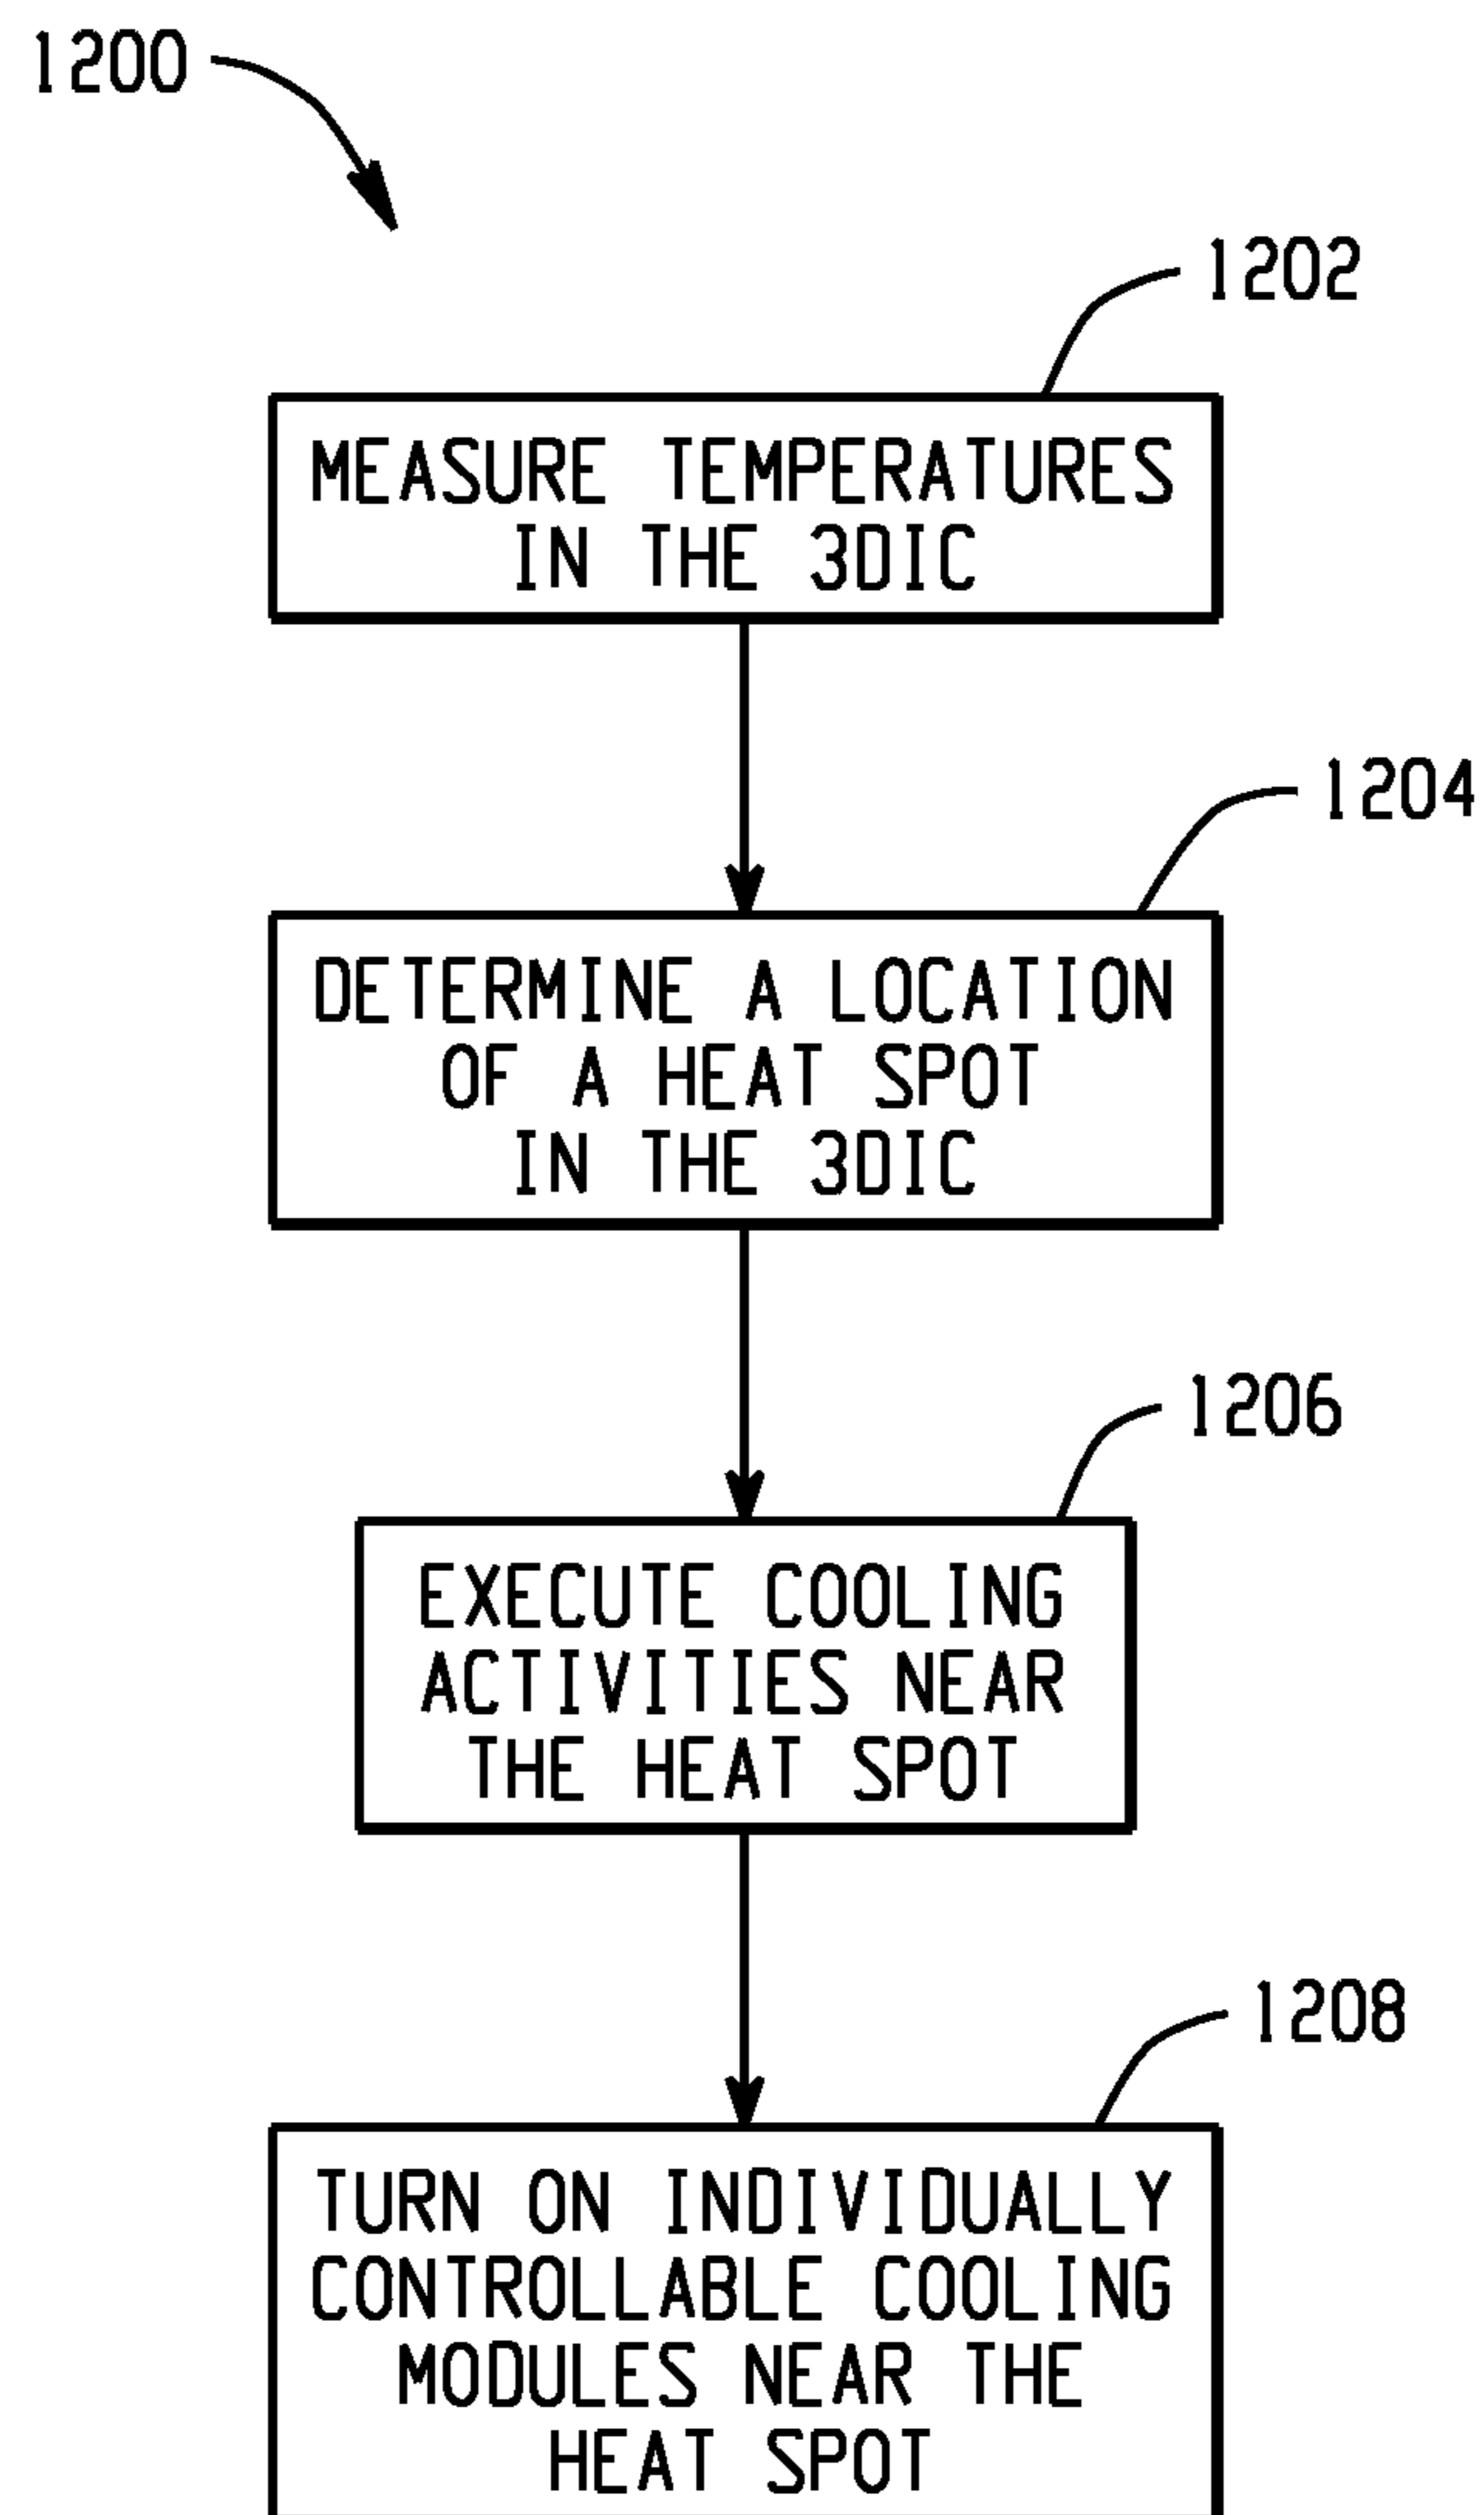 1200
1202
MEASURE TEMPERATURES
IN THE 3DIC
1204
DETERMINE A LOCATION
OF A HEAT SPOT
IN THE 3DIC
1206
EXECUTE COOLING
ACTIVITIES NEAR
THE HEAT SPOT
1208
TURN ON INDIVIDUALLY
CONTROLLABLE COOLING
MODULES NEAR THE
HEAT SPOT